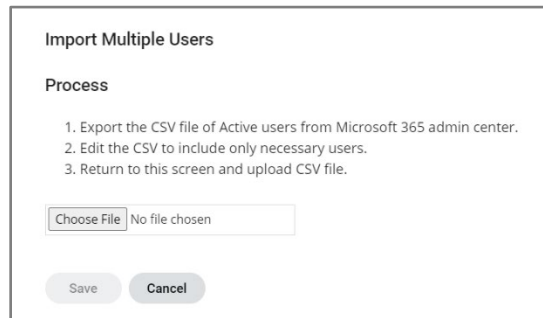 Import Multiple Users
Process
1. Export the CSV file of Active users from Microsoft 365 admin center.
2. Edit the CSV to include only necessary users.
3. Return to this screen and upload CSV file.
Choose File No file chosen
Save Cancel